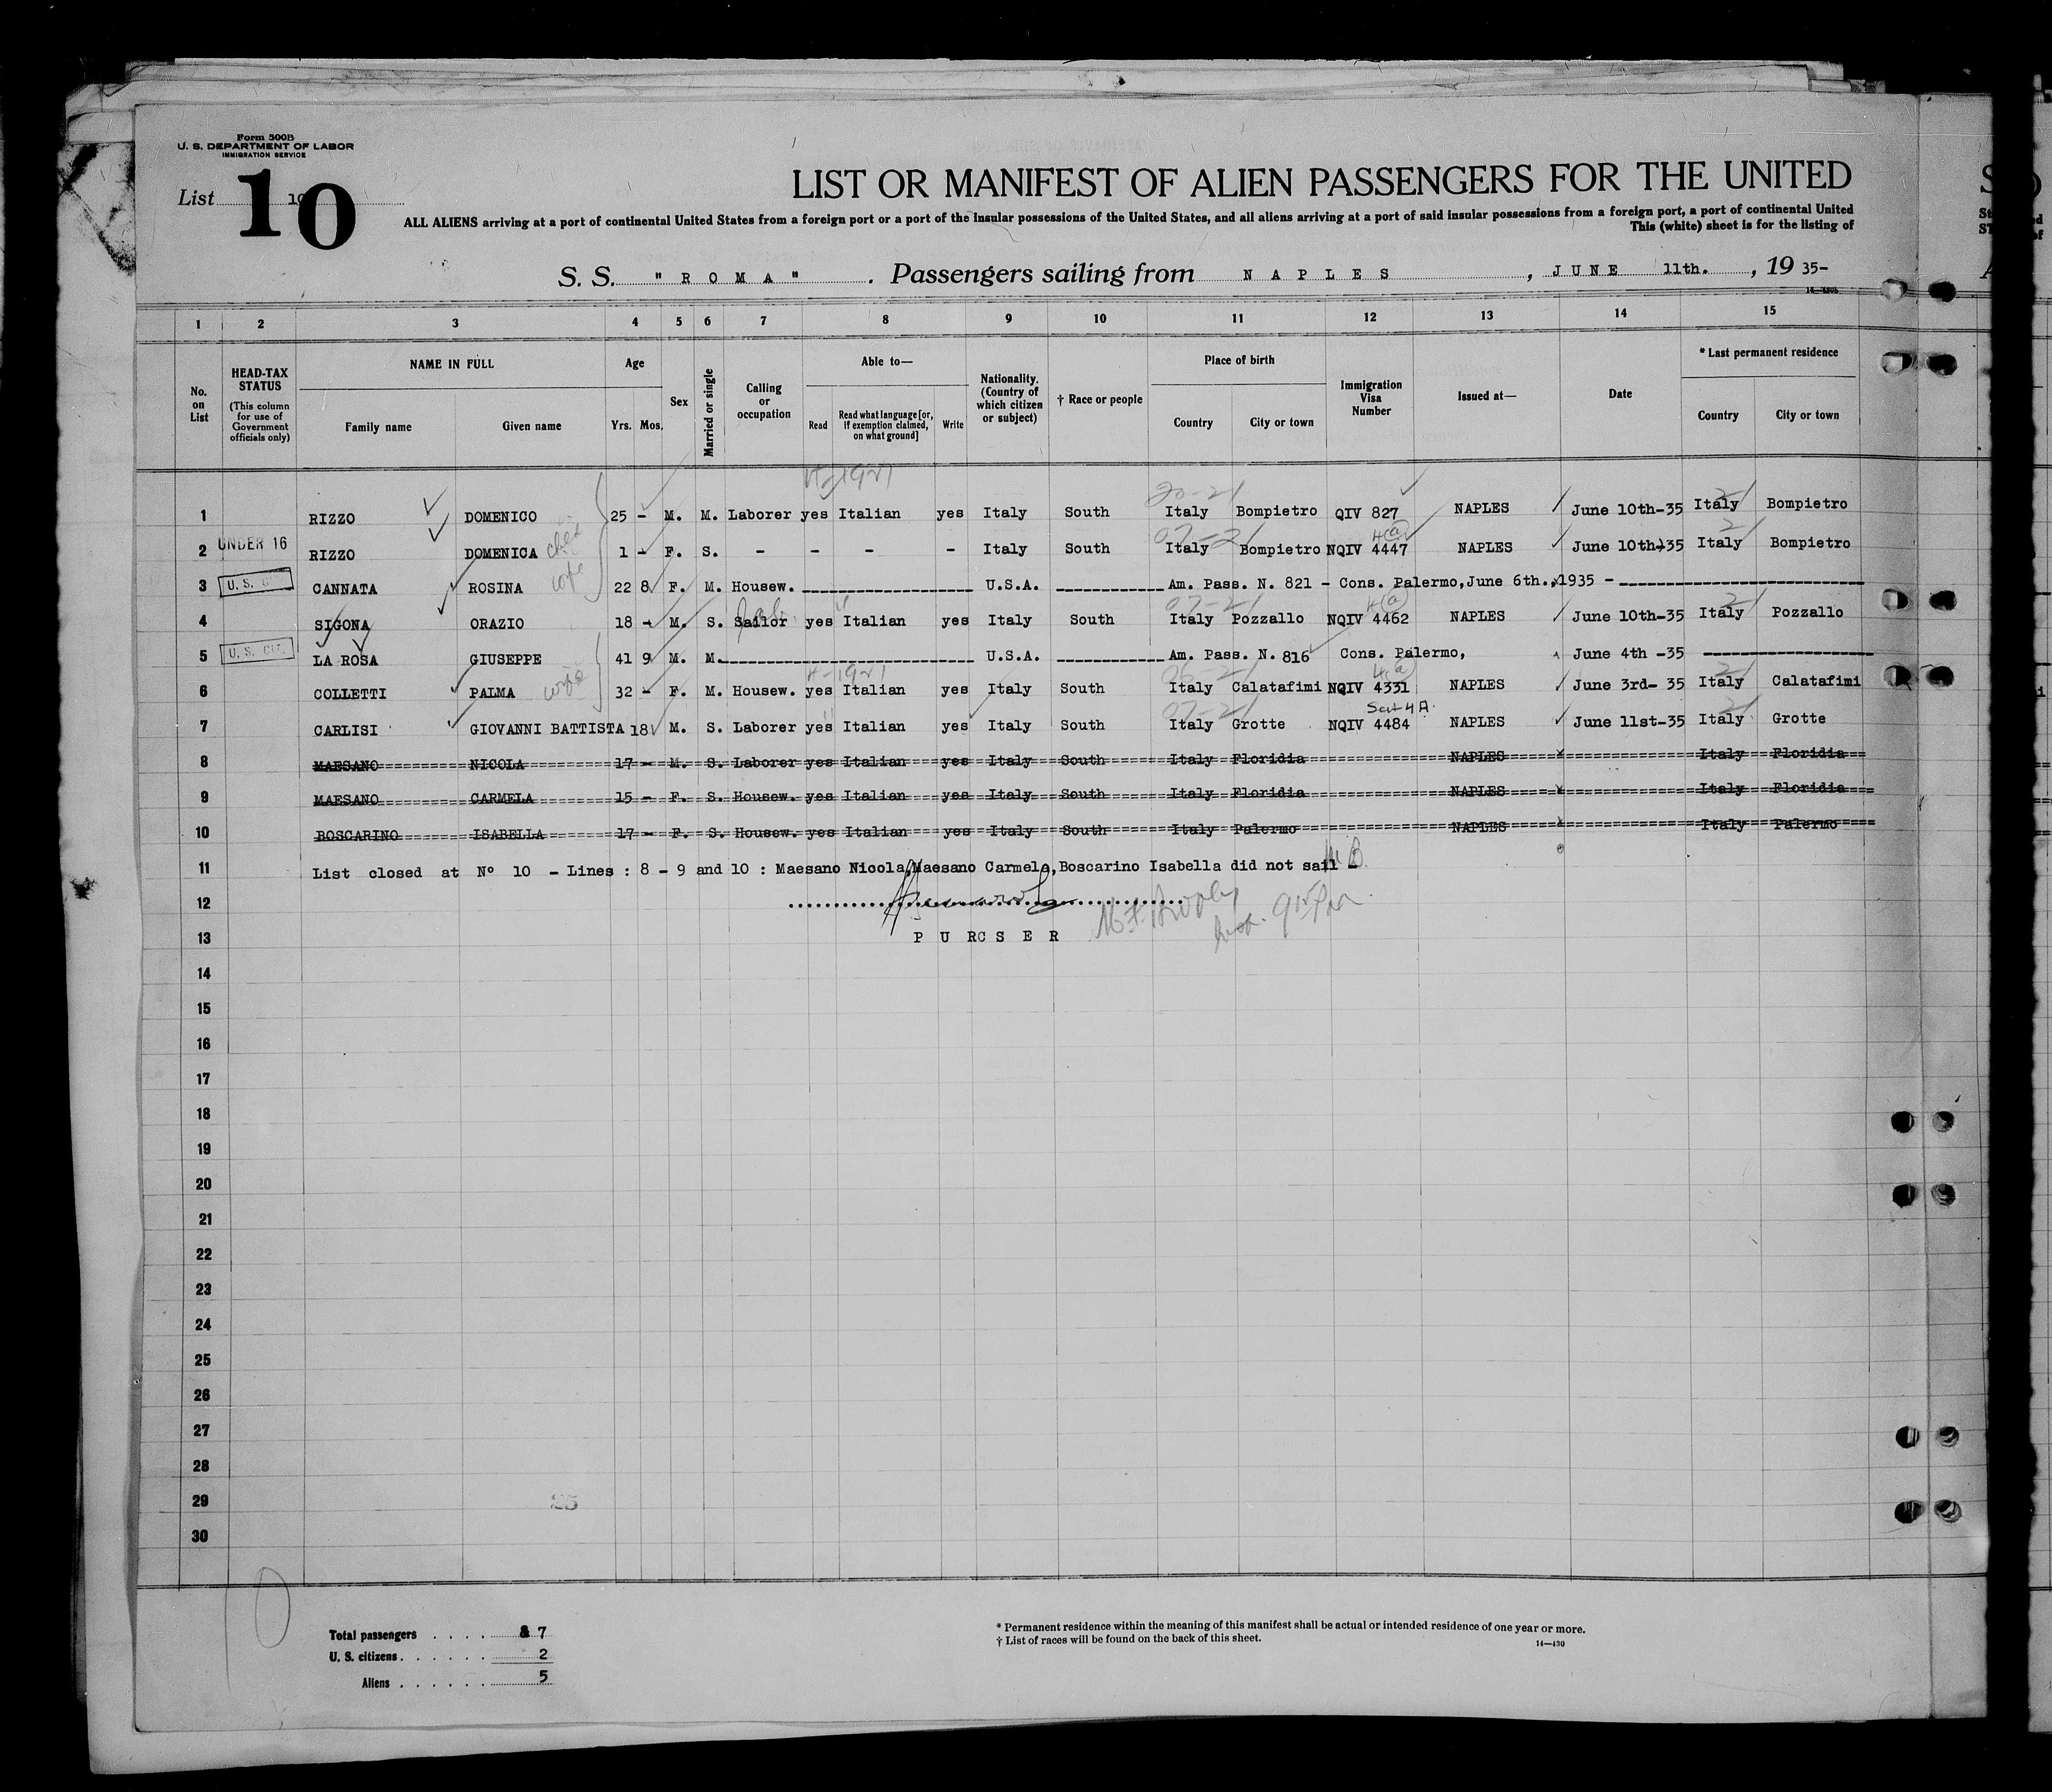 Form 500B
U. S. DEPARTMENT OF LABOR
IMMIGRATION SERVICE
List 10
10
LIST OR MANIFEST OF ALIEN PASSENGERS FOR THE UNITED
ALL ALIENS arriving at a port of continental United States from a foreign port or a port of the insular possessions of the United States, and all aliens arriving at a port of said insular possessions from a foreign port, a port of continental United
This (white) sheet is for the listing of
S. S. " R O M A " . Passengers sailing from N A P L E S , J U N E 11th. , 19 35-
1 2 3 4 5 6 7 8 9 10 11 12 13 14 15
No. on List
HEAD-TAX STATUS (This column for use of Government officials only)
NAME IN FULL
Family name Given name
Age
Yrs. Mos.
Sex
Married or single
Calling or occupation
Able to—
Read Read what language [or, if exemption claimed, on what ground] Write
Nationality. (Country of which citizen or subject)
† Race or people
Place of birth
Country City or town
Immigration Visa Number
Issued at—
Date
* Last permanent residence
Country City or town
1 RIZZO DOMENICO 25 - M. M. Laborer yes Italian yes Italy South Italy Bompietro QIV 827 NAPLES June 10th-35 Italy Bompietro
2 UNDER 16 RIZZO DOMENICA 1 - F. S. - - - - Italy South Italy Bompietro NQIV 4447 NAPLES June 10th-35 Italy Bompietro
3 U. S. CANNATA ROSINA wife 22 8 F. M. Housew. U.S.A. Am. Pass. N. 821 - Cons. Palermo, June 6th., 1935 -
4 SIGONA ORAZIO 18 - M. S. Sailor yes Italian yes Italy South Italy Pozzallo NQIV 4462 NAPLES June 10th-35 Italy Pozzallo
5 U. S. CIT. LA ROSA GIUSEPPE 41 9 M. M. U.S.A. Am. Pass. N. 816 Cons. Palermo, June 4th -35
6 COLLETTI PALMA wife 32 - F. M. Housew. yes Italian yes Italy South Italy Calatafimi NQIV 4331 NAPLES June 3rd- 35 Italy Calatafimi
7 CARLISI GIOVANNI BATTISTA 18 M. S. Laborer yes Italian yes Italy South Italy Grotte NQIV 4484 NAPLES June 11st-35 Italy Grotte
8 MAESANO NICOLA 17 - M. S. Laborer yes Italian yes Italy South Italy Floridia NAPLES Italy Floridia
9 MAESANO CARMELA 15 - F. S. Housew. yes Italian yes Italy South Italy Floridia NAPLES Italy Floridia
10 BOSCARINO ISABELLA 17 - F. S. Housew. yes Italian yes Italy South Italy Palermo NAPLES Italy Palermo
11 List closed at Nº 10 - Lines : 8 - 9 and 10 : Maesano Nicola, Maesano Carmela, Boscarino Isabella did not sail -
12
13 P U RC S E R
14
15
16
17
18
19
20
21
22
23
24
25
26
27
28
29
30
Total passengers . . . . 7
U. S. citizens . . . . . . 2
Aliens . . . . . . 5
* Permanent residence within the meaning of this manifest shall be actual or intended residence of one year or more.
† List of races will be found on the back of this sheet.
14—430